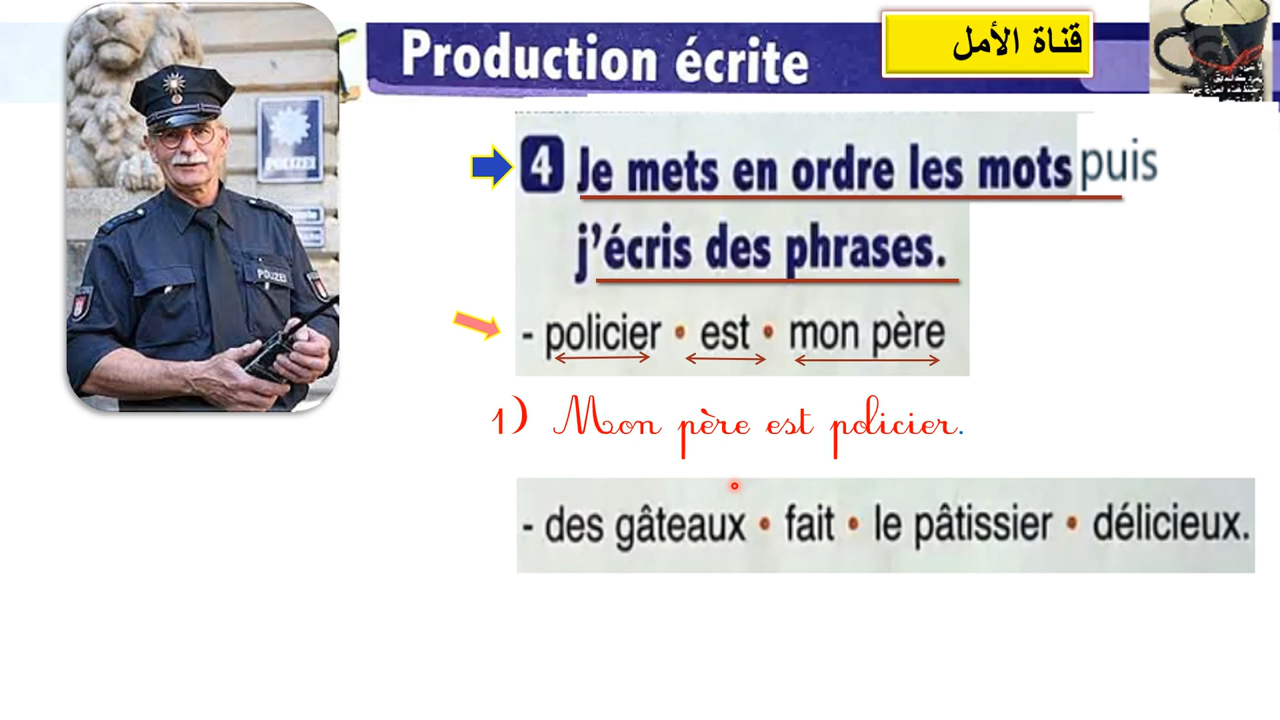 Production écrite
قناة الأمل
POLIZEI
POLIZEI
4 Je mets en ordre les mots puis
j'écris des phrases.
- policier • est • mon père
1) Mon père est policier.
- des gâteaux • fait • le pâtissier • délicieux.